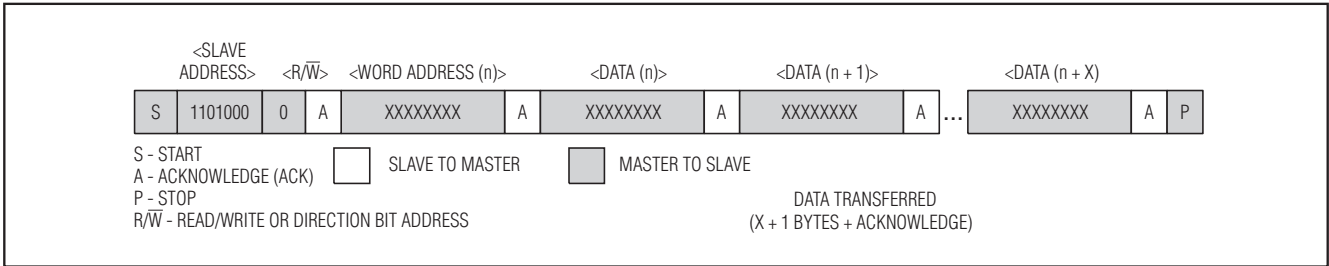 <SLAVE
ADDRESS> <R/W̅> <WORD ADDRESS (n)> <DATA (n)> <DATA (n + 1)> <DATA (n + X)
S 1101000 0 A XXXXXXXX A XXXXXXXX A XXXXXXXX A ... XXXXXXXX A P
S - START
A - ACKNOWLEDGE (ACK) SLAVE TO MASTER MASTER TO SLAVE
P - STOP DATA TRANSFERRED
R/W̅ - READ/WRITE OR DIRECTION BIT ADDRESS (X + 1 BYTES + ACKNOWLEDGE)